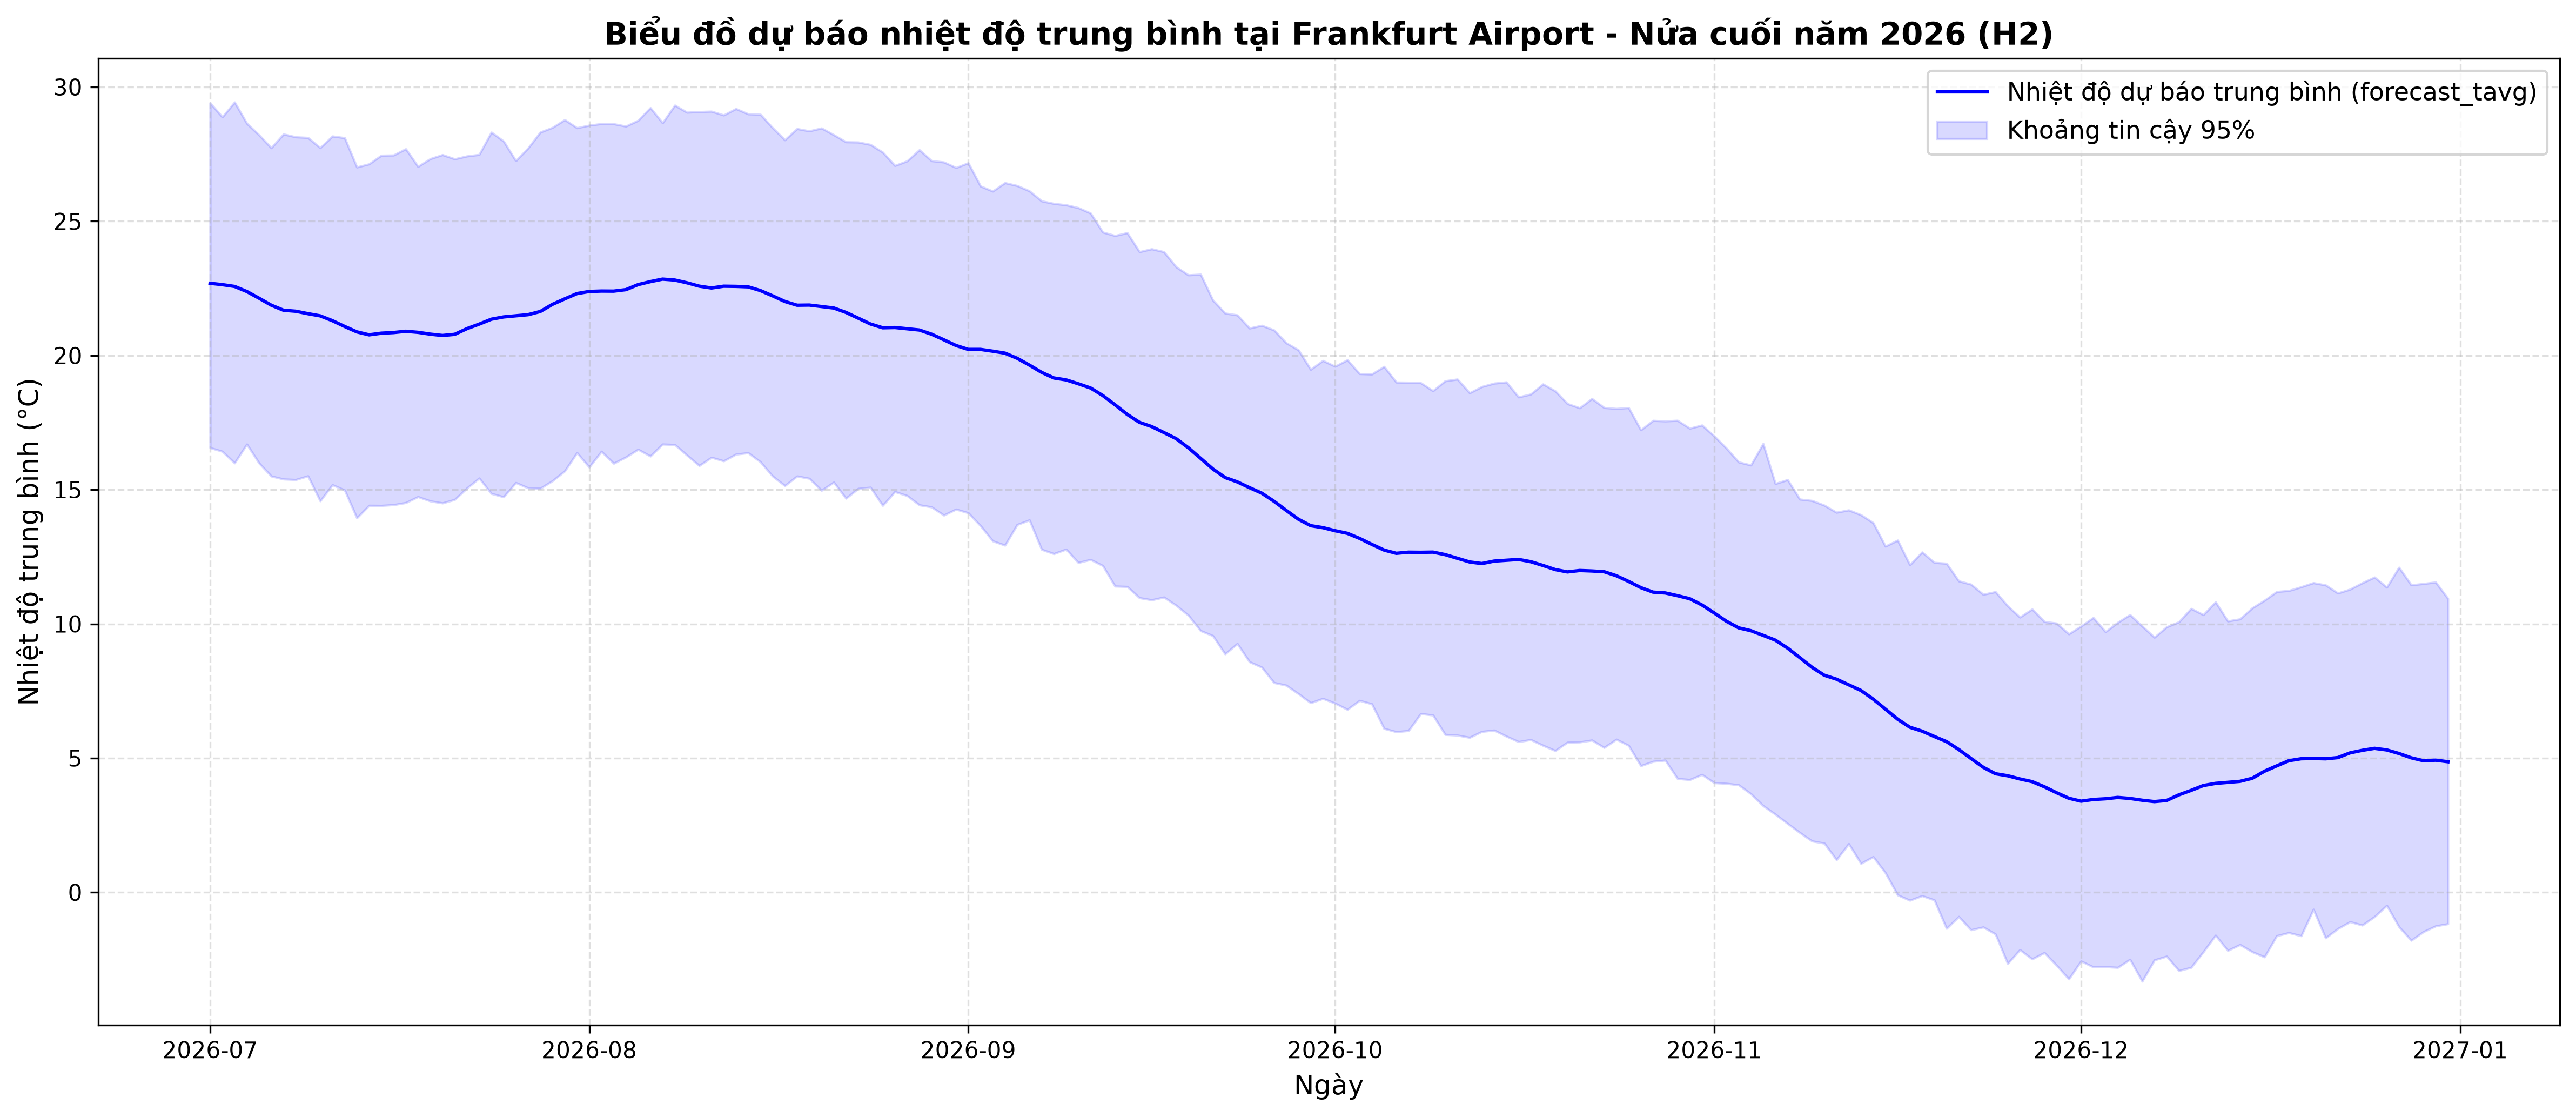 Biểu đồ dự báo nhiệt độ trung bình tại Frankfurt Airport - Nửa cuối năm 2026 (H2)
Nhiệt độ dự báo trung bình (forecast_tavg)
Khoảng tin cậy 95%
Nhiệt độ trung bình (°C)
30
25
20
15
10
5
0
2026-07
2026-08
2026-09
2026-10
2026-11
2026-12
2027-01
Ngày